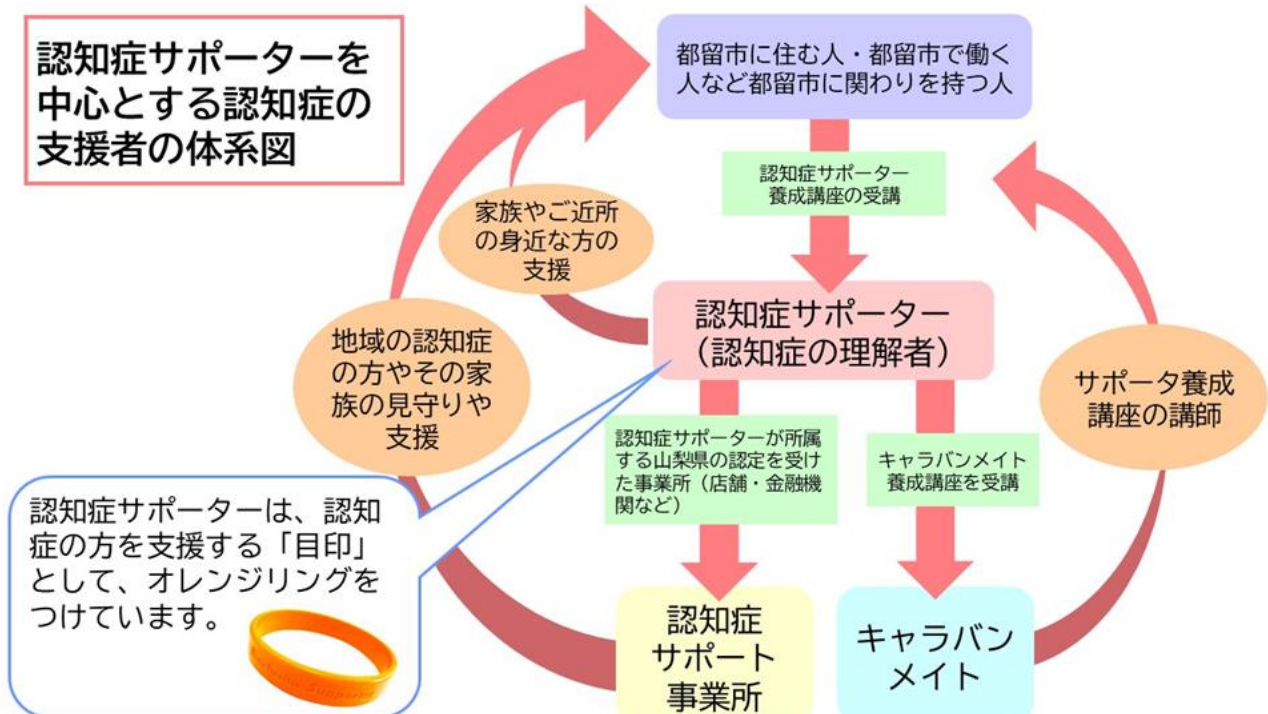 認知症サポーターを
中心とする認知症の
支援者の体系図
都留市に住む人・都留市で働く
人など都留市に関わりを持つ人
認知症サポーター
養成講座の受講
家族やご近所
の身近な方の
支援
認知症サポーター
（認知症の理解者）
地域の認知症
の方やその家
族の見守りや
支援
サポータ養成
講座の講師
認知症サポーターが所属
する山梨県の認定を受け
た事業所（店舗・金融機
関など）
キャラバンメイト
養成講座を受講
認知症サポーターは、認知
症の方を支援する「目印」
として、オレンジリングを
つけています。
認知症
サポート
事業所
キャラバン
メイト